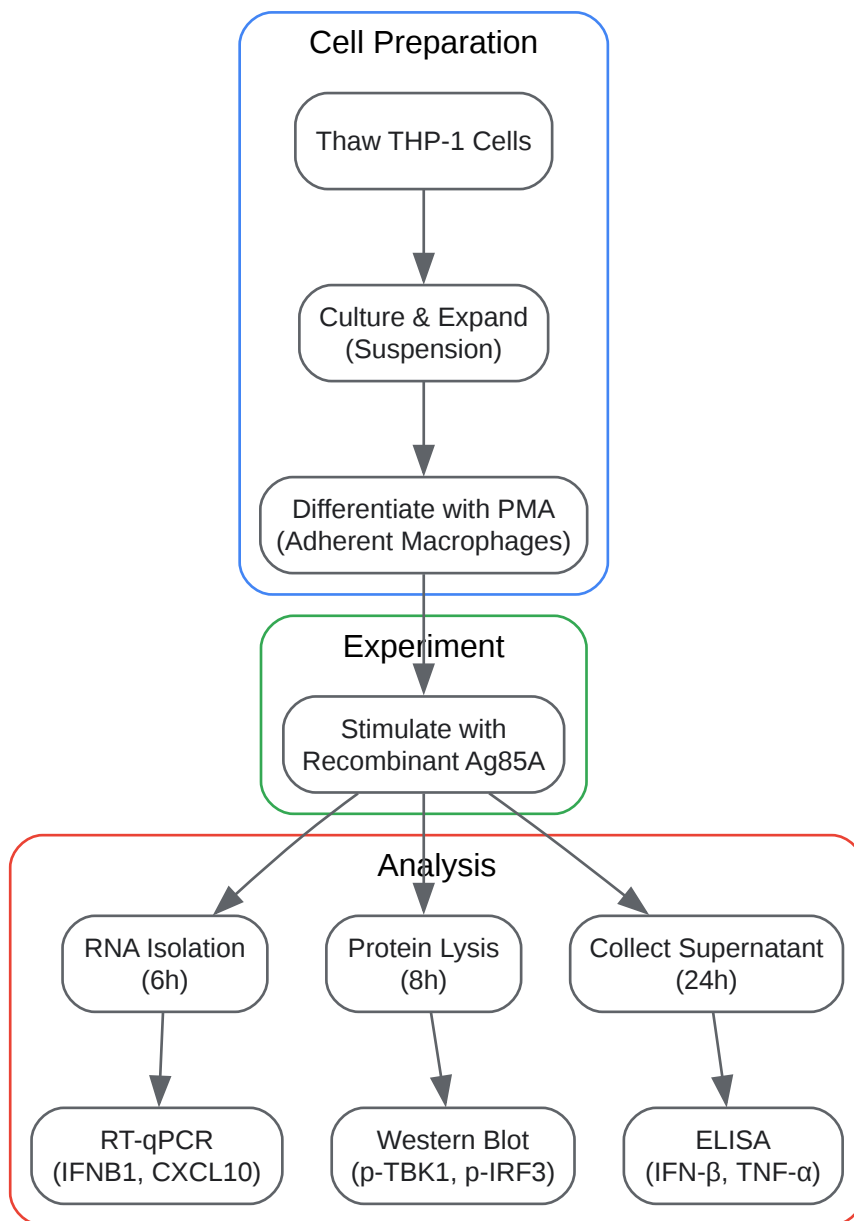 Cell Preparation
Thaw THP-1 Cells
Culture & Expand
(Suspension)
Differentiate with PMA
(Adherent Macrophages)
Experiment
Stimulate with
Recombinant Ag85A
Analysis
RNA Isolation
(6h)
Protein Lysis
(8h)
Collect Supernatant
(24h)
RT-qPCR
(IFNB1, CXCL10)
Western Blot
(p-TBK1, p-IRF3)
ELISA
(IFN-β, TNF-α)